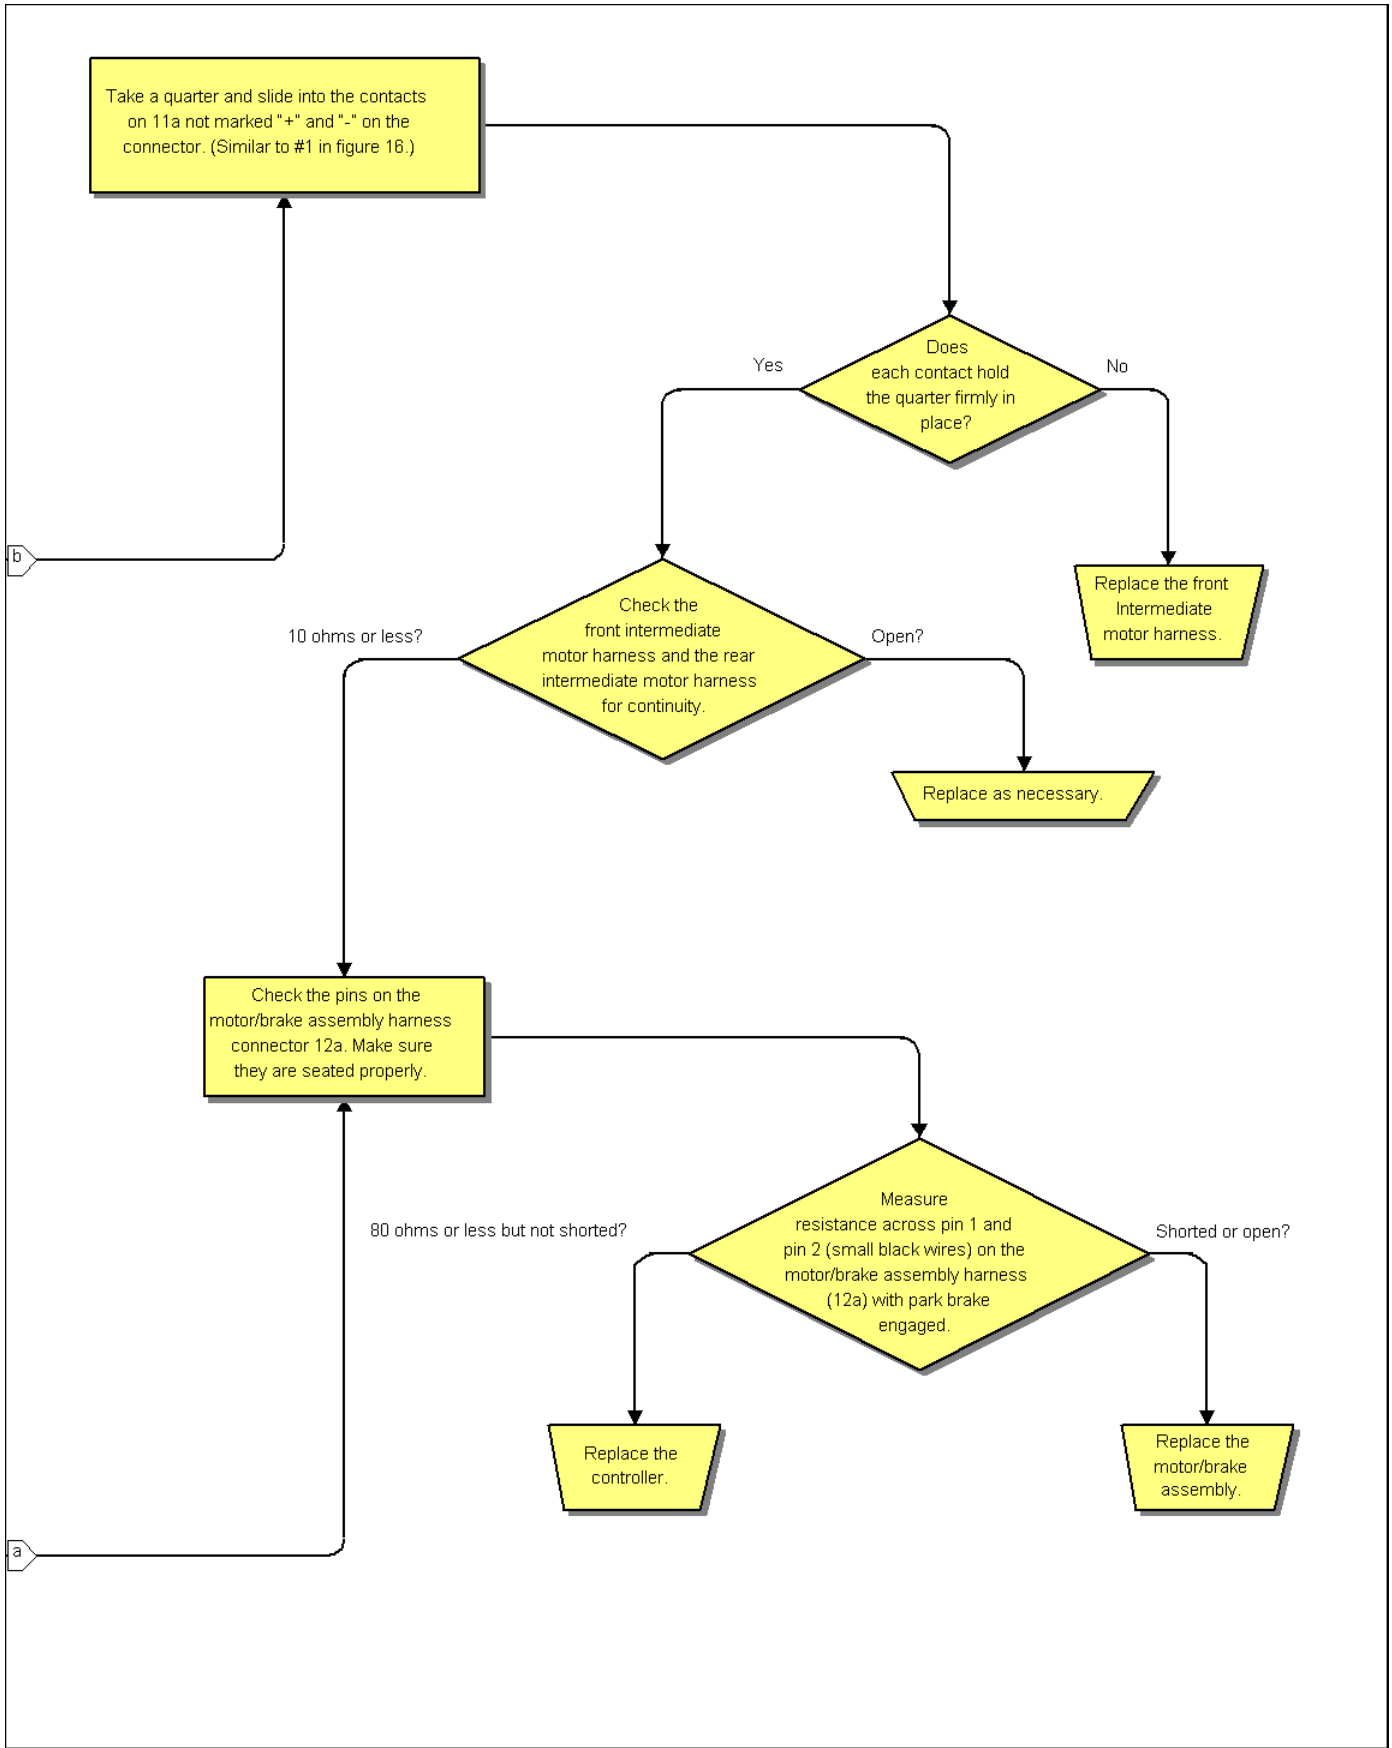 Take a quarter and slide into the contacts
on 11a not marked "+" and "-" on the
connector. (Similar to #1 in figure 16.)
Does
each contact hold
the quarter firmly in
place?
Yes
No
b
Replace the front
Intermediate
motor harness.
Check the
front intermediate
motor harness and the rear
intermediate motor harness
for continuity.
10 ohms or less?
Open?
Replace as necessary.
Check the pins on the
motor/brake assembly harness
connector 12a. Make sure
they are seated properly.
Measure
resistance across pin 1 and
pin 2 (small black wires) on the
motor/brake assembly harness
(12a) with park brake
engaged.
80 ohms or less but not shorted?
Shorted or open?
Replace the
controller.
Replace the
motor/brake
assembly.
a